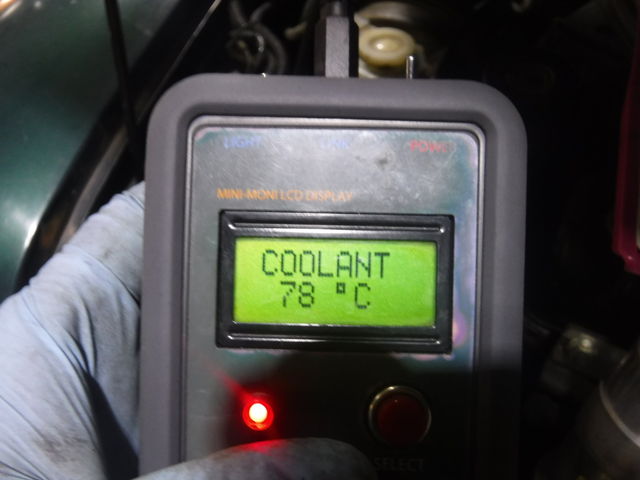 LIGHT LINK POWER
MINI-MONI LCD DISPLAY
COOLANT
78 °C
SELECT